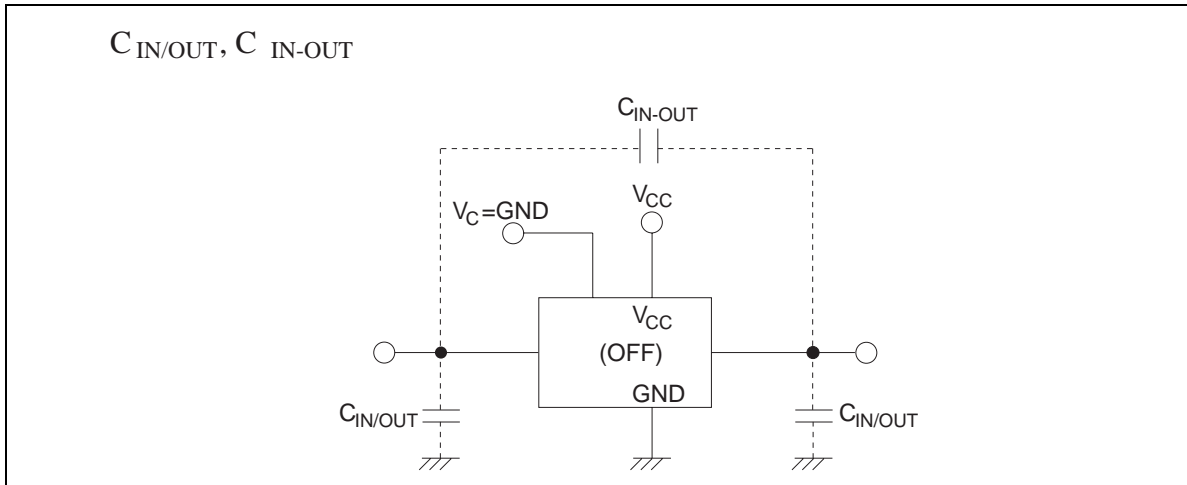 C IN/OUT, C IN-OUT
CIN-OUT
VC=GND
VCC
VCC
(OFF)
GND
CIN/OUT
CIN/OUT